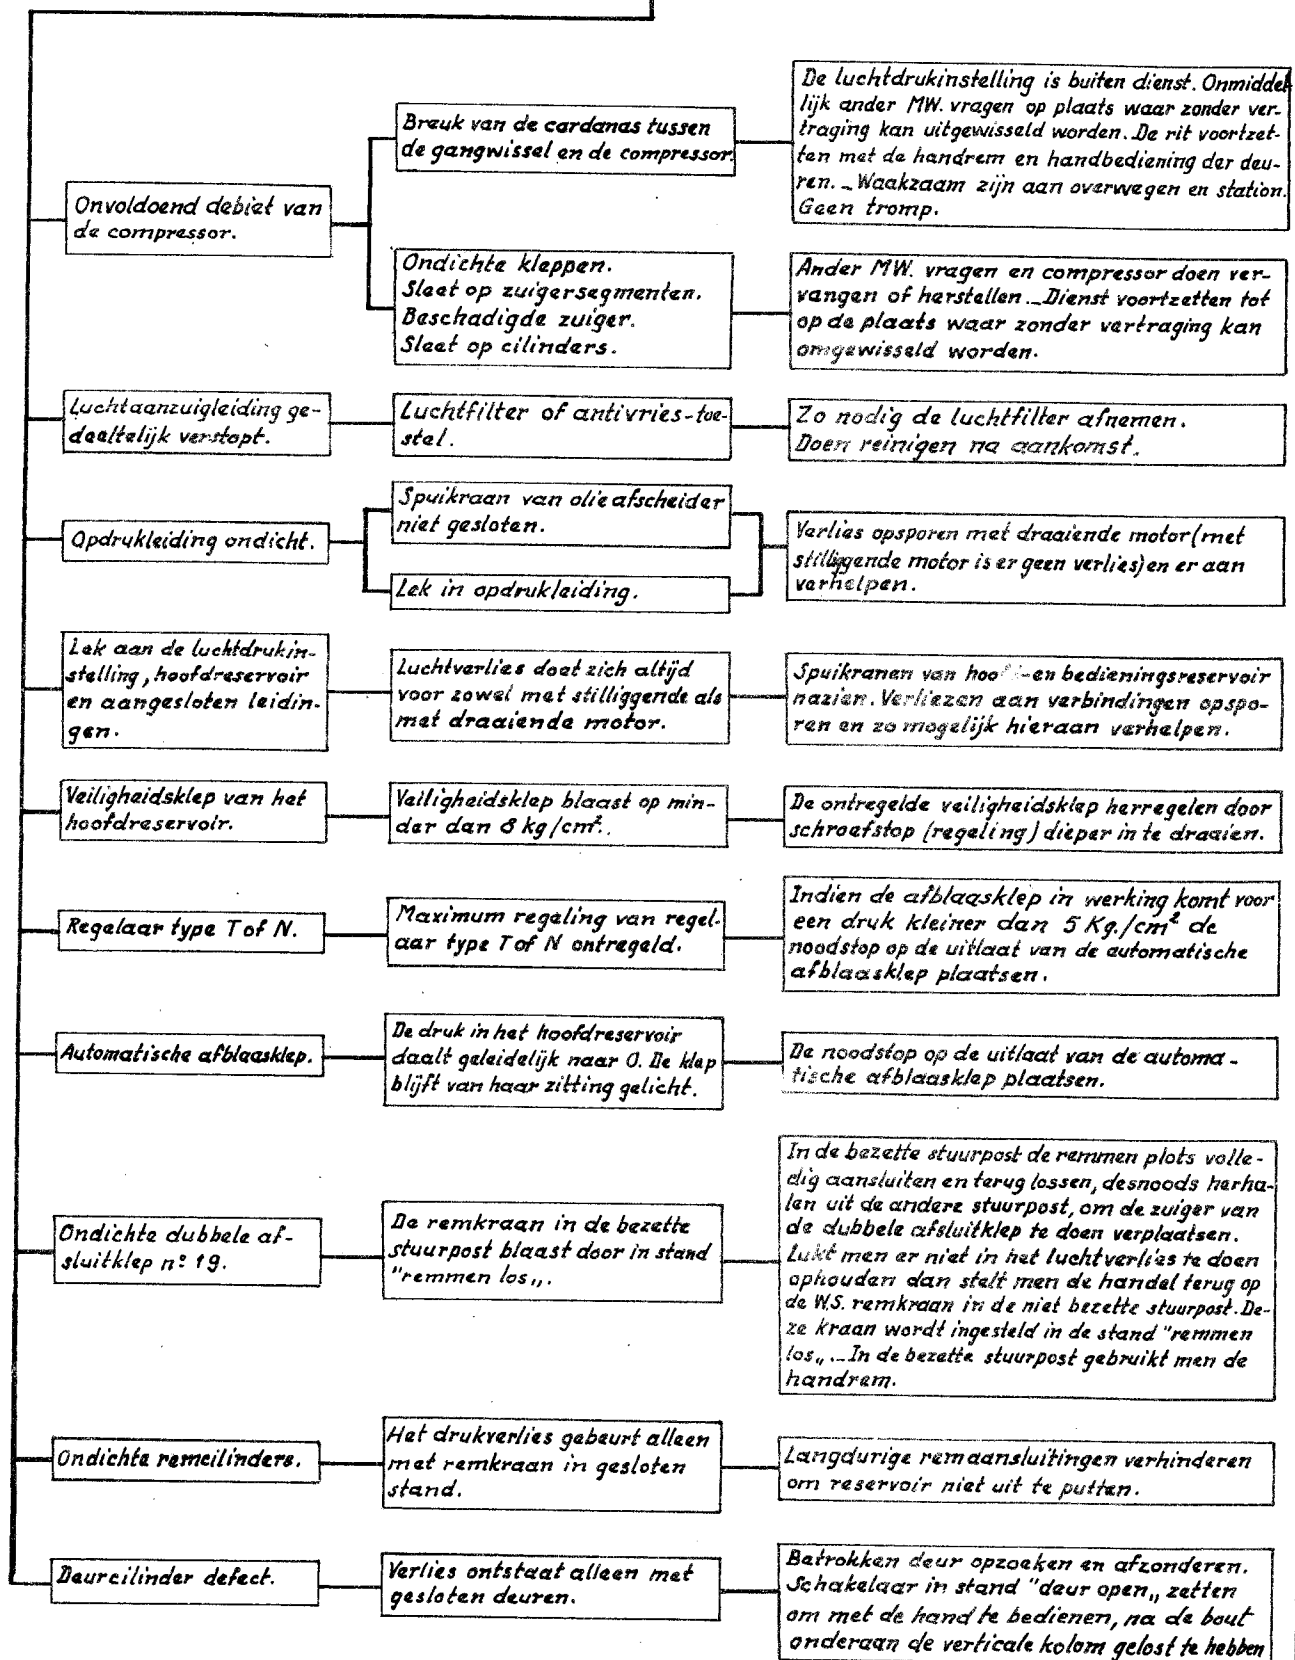 Onvoldoend debiet van
de compressor.
Breuk van de cardanas tussen
de gangwissel en de compressor.
De luchtdrukinstelling is buiten dienst. Onmiddel-
lijk ander MW. vragen op plaats waar zonder ver-
traging kan uitgewisseld worden. De rit voortzet-
ten met de handrem en handbediening der deu-
ren. _ Waakzaam zijn aan overwegen en station.
Geen tromp.
Ondichte kleppen.
Sleet op zuigersegmenten.
Beschadigde zuiger.
Sleet op cilinders.
Ander MW. vragen en compressor doen ver-
vangen of herstellen. _ Dienst voortzetten tot
op de plaats waar zonder vertraging kan
omgewisseld worden.
Luchtaanzuigleiding ge-
deeltelijk verstopt.
Luchtfilter of antivries-toe-
stel.
Zo nodig de luchtfilter afnemen.
Doen reinigen na aankomst.
Opdrukleiding ondicht.
Spuikraan van olieafscheider
niet gesloten.
Lek in opdrukleiding.
Verlies opsporen met draaiende motor (met
stilliggende motor is er geen verlies) en er aan
verhelpen.
Lek aan de luchtdrukin-
stelling, hoofdreservoir
en aangesloten leidin-
gen.
Luchtverlies doet zich altijd
voor zowel met stilliggende als
met draaiende motor.
Spuikranen van -en bedieningsreservoir
nazien. Verliezen aan verbindingen opspo-
ren en zo mogelijk hieraan verhelpen.
Veiligheidsklep van het
hoofdreservoir.
Veiligheidsklep blaast op min-
der dan 8 kg/cm².
De ontregelde veiligheidsklep herregelen door
schroefstop (regeling) dieper in te draaien.
Regelaar type T of N.
Maximum regeling van regel-
aar type T of N ontregeld.
Indien de afblaasklep in werking komt voor
een druk kleiner dan 5 Kg./cm² de
noodstop op de uitlaat van de automatische
afblaasklep plaatsen.
Automatische afblaasklep.
De druk in het hoofdreservoir
daalt geleidelijk naar 0. De klep
blijft van haar zitting gelicht.
De noodstop op de uitlaat van de automa-
tische afblaasklep plaatsen.
Ondichte dubbele af-
sluitklep n° 19.
De remkraan in de bezette
stuurpost blaast door in stand
"remmen los„.
In de bezette stuurpost de remmen plots volle-
dig aansluiten en terug lossen, desnoods herha-
len uit de andere stuurpost, om de zuiger van
de dubbele afsluitklep te doen verplaatsen.
Lukt men er niet in het luchtverlies te doen
ophouden dan stelt men de handel terug op
de W.S. remkraan in de niet bezette stuurpost. De-
ze kraan wordt ingesteld in de stand "remmen
los„. _ In de bezette stuurpost gebruikt men de
handrem.
Ondichte remcilinders.
Het drukverlies gebeurt alleen
met remkraan in gesloten
stand.
Langdurige remaansluitingen verhinderen
om reservoir niet uit te putten.
Deurcilinder defect.
Verlies ontstaat alleen met
gesloten deuren.
Betrokken deur opzoeken en afzonderen.
Schakelaar in stand "deur open„ zetten
om met de hand te bedienen, na de bout
onderaan de verticale kolom gelost te hebben